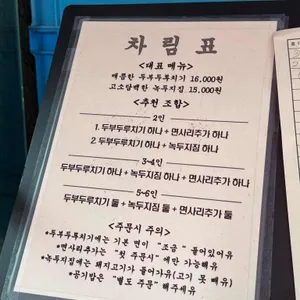 차림표
<대표 메뉴>
매콤한 두부두루치기 16,000원
고소담백한 녹두지짐 15,000원
<추천 조합>
2인
1. 두부두루치기 하나 + 면사리추가 하나
2. 두부두루치기 하나 + 녹두지짐 하나
3~4인
두부두루치기 하나 + 녹두지짐 하나 + 면사리추가 하나
5~6인
두부두루치기 둘 + 녹두지짐 둘 + 면사리추가 둘
<주문시 주의>
*두부두루치기에는 기본 면이 "조금" 들어있어유
*면사리추가는 "첫 주문시" 에만 가능해유
*녹두지짐에는 돼지고기가 들어가유(고기 못 빼유)
*공기밥은 "별도 주문" 해주세유